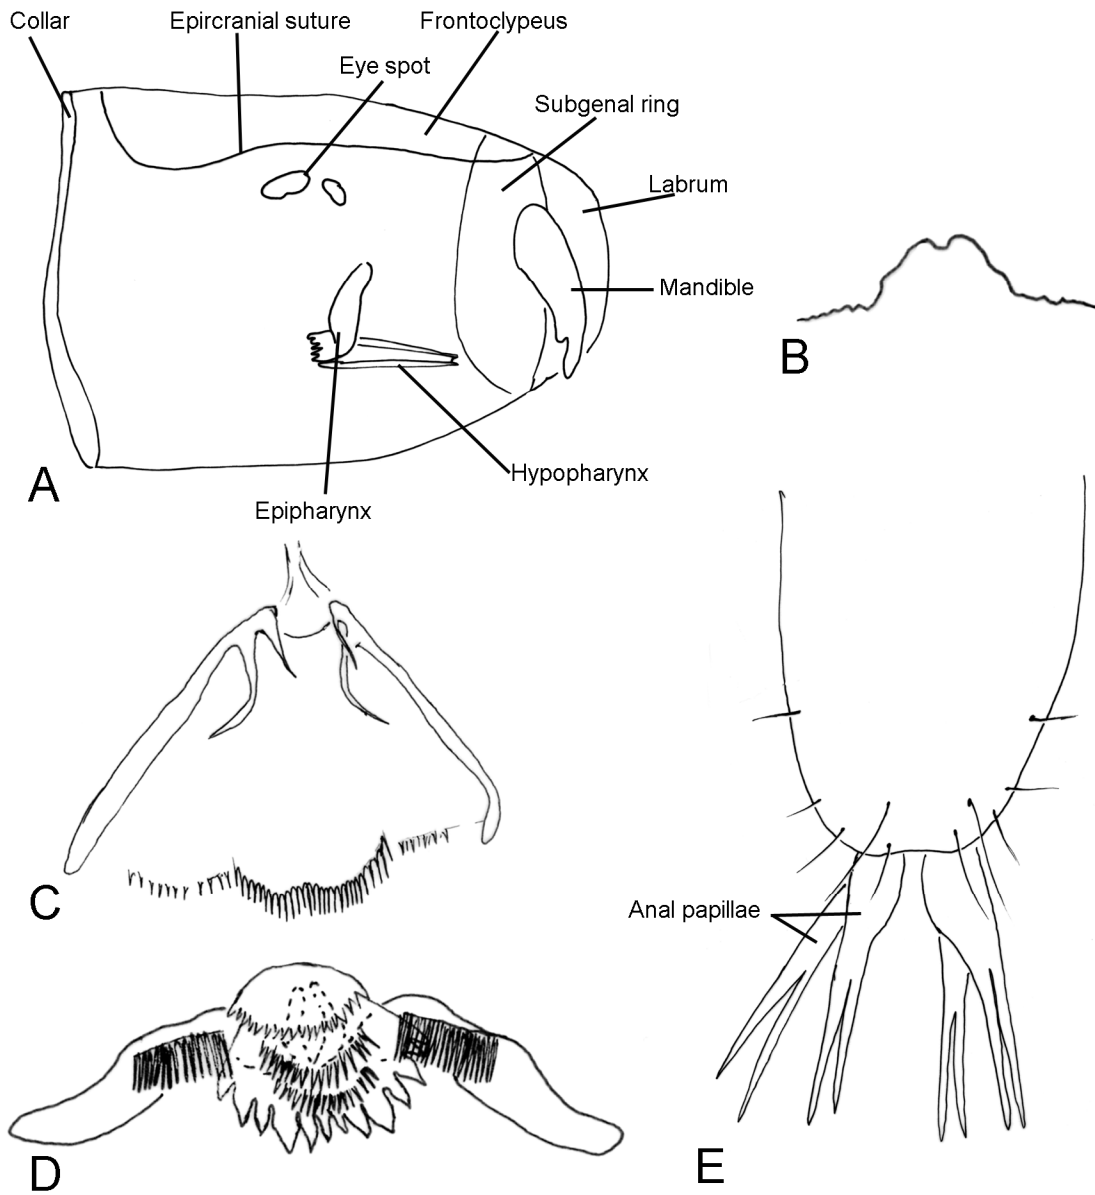 Collar
Epircranial suture
Frontoclypeus
Eye spot
Subgenal ring
Labrum
Mandible
B
A
Hypopharynx
Epipharynx
C
Anal papillae
D
E